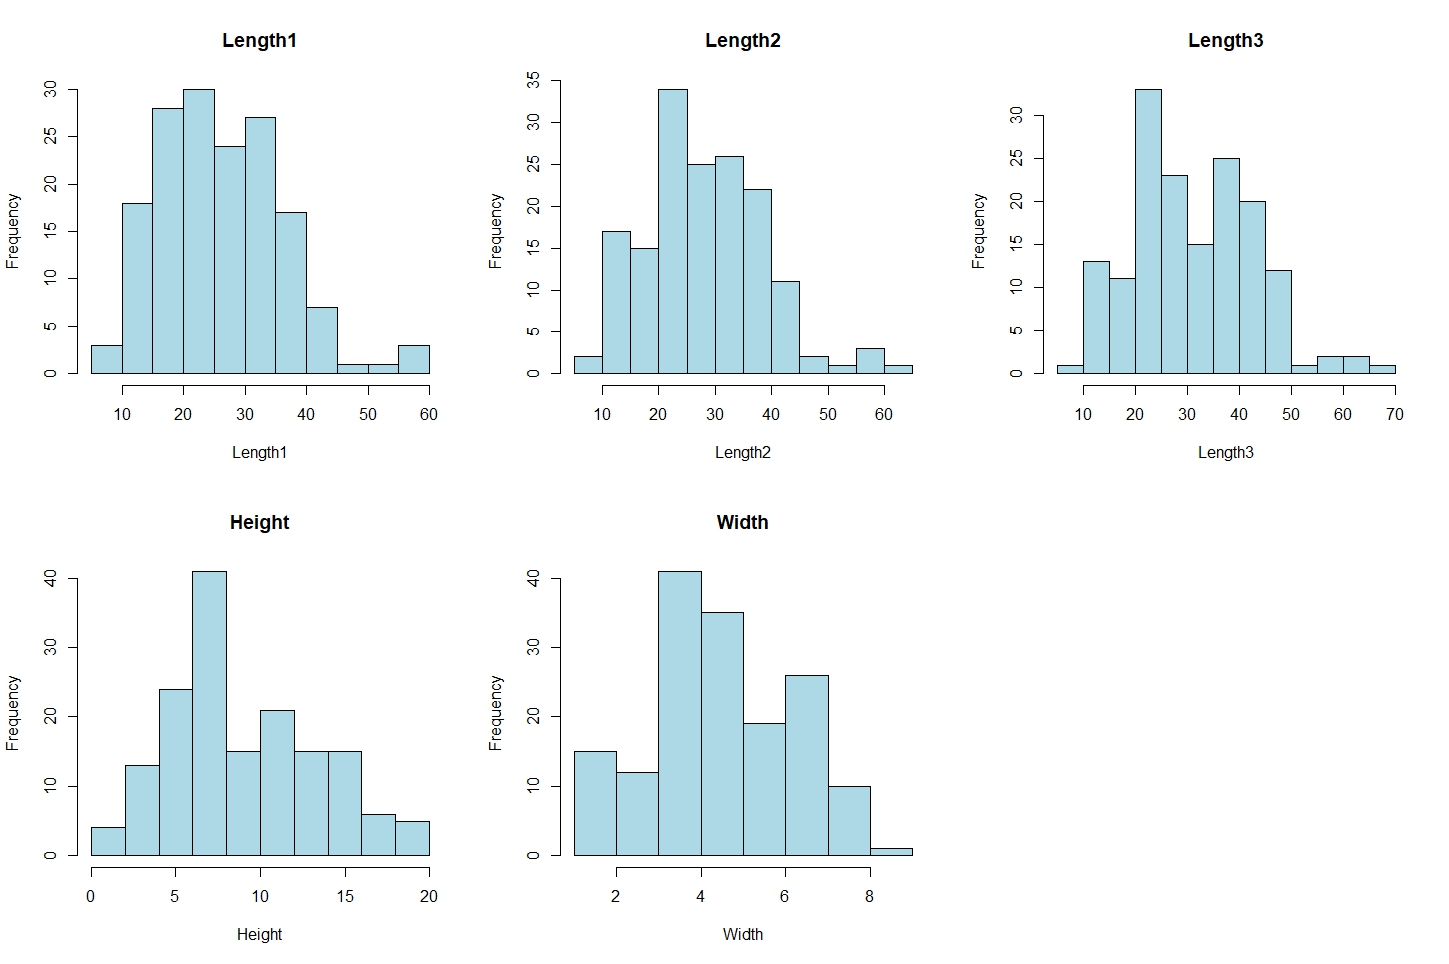 Length1
Frequency
0 5 10 15 20 25 30
10 20 30 40 50 60
Length1
Length2
Frequency
0 5 10 15 20 25 30 35
10 20 30 40 50 60
Length2
Length3
Frequency
0 5 10 15 20 25 30
10 20 30 40 50 60 70
Length3
Height
Frequency
0 10 20 30 40
0 5 10 15 20
Height
Width
Frequency
0 10 20 30 40
2 4 6 8
Width